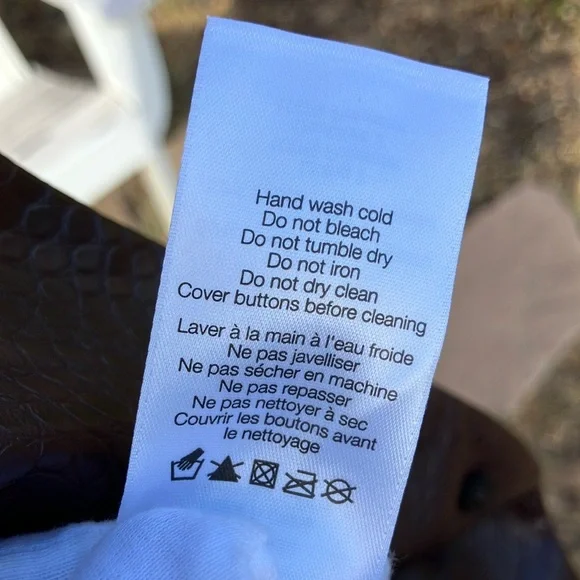 Hand wash cold
Do not bleach
Do not tumble dry
Do not iron
Do not dry clean
Cover buttons before cleaning
Laver à la main à l'eau froide
Ne pas javelliser
Ne pas sécher en machine
Ne pas repasser
Ne pas nettoyer à sec
Couvrir les boutons avant
le nettoyage